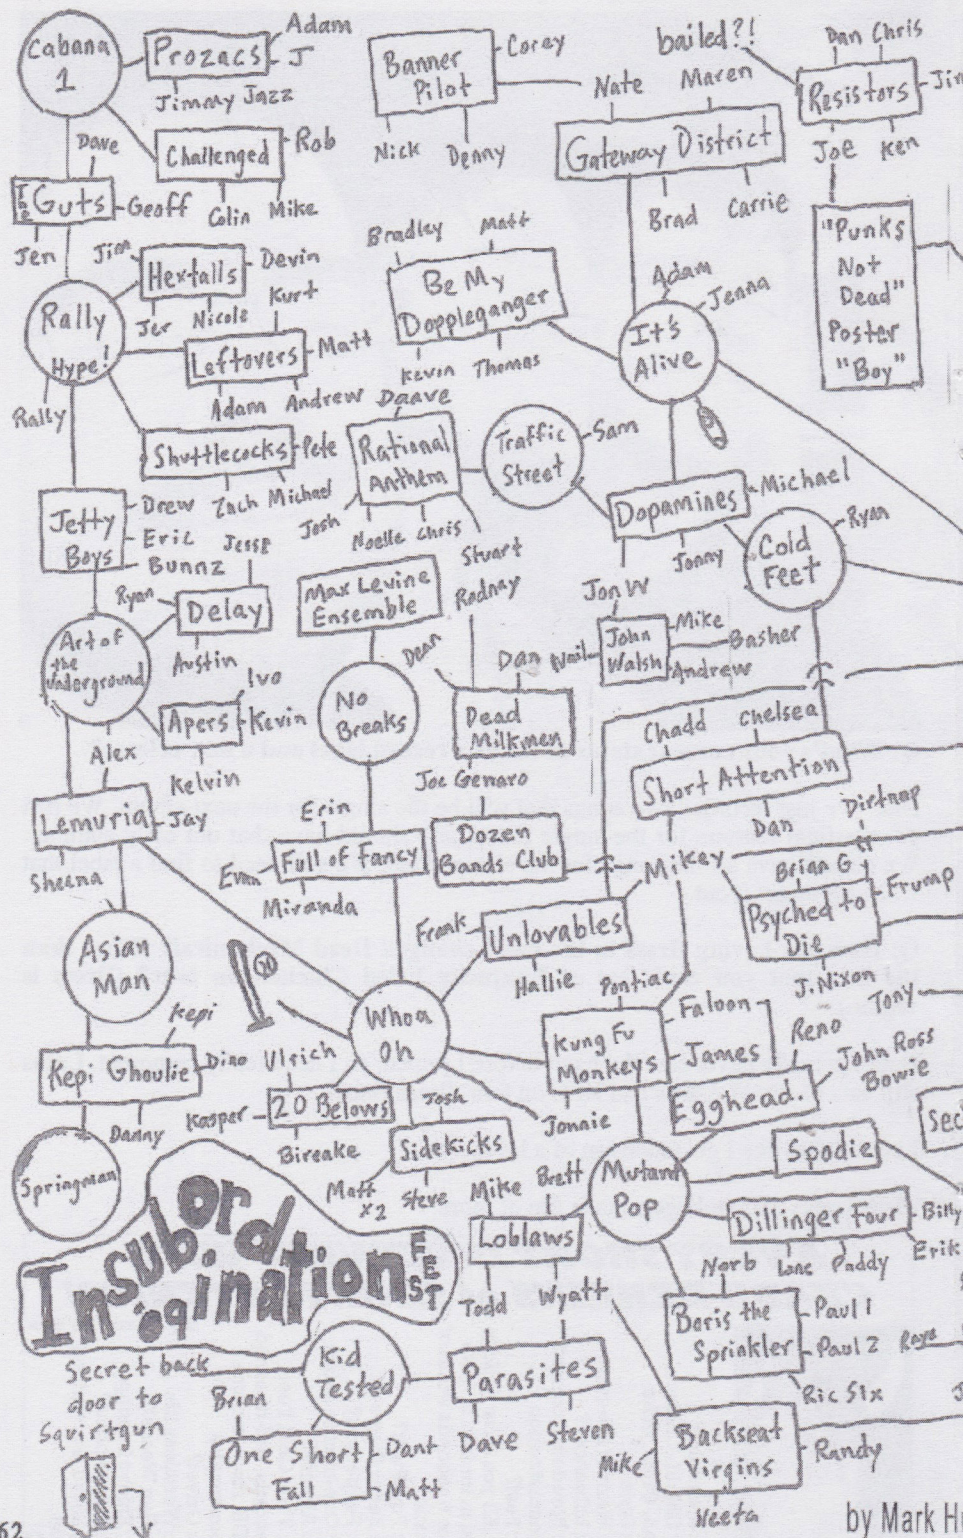 Cabana
1
Prozacs
Adam
J
Jimmy Jazz
Banner
Pilot
Corey
Nick
Denny
bailed?!
Nate
Maren
Gateway District
Brad
Carrie
Dan
Chris
Resistors
Joe
Ken
"Punks
Not
Dead"
Poster
"Boy"
Dave
The
Guts
Geoff
Jen
Challenged
Rob
Colin
Mike
Rally
Hype!
Rally
Jim
Hextalls
Devin
Jer
Nicole
Kurt
Leftovers
Matt
Adam
Andrew
Shuttlecocks
Pete
Zach
Michael
Bradley
Matt
Be My
Doppleganger
Kevin
Thomas
Adam
Jenna
It's
Alive
Daave
Rational
Anthem
Josh
Noelle
Chris
Stuart
Traffic
Street
Sam
Dopamines
Michael
Jonny
Jon W
Cold
Feet
Ryan
Jetty
Boys
Drew
Eric
Bunnz
Jesse
Ryan
Delay
Austin
Max Levine
Ensemble
Rodney
Art of
the
Underground
Ivo
Apers
Kevin
Kelvin
No
Breaks
Dean
Dan
Dead
Milkmen
Joe Genaro
Dozen
Bands Club
Niel
John
Walsh
Mike
Basher
Andrew
Chadd
Chelsea
Short Attention
Dan
Mikey
Dirtnap
Brian G
Psyched to
Die
Frump
J. Nixon
Alex
Lemuria
Jay
Sheena
Erin
Full of Fancy
Evan
Miranda
Frank
Unlovables
Hallie
Asian
Man
Whoa
Oh
Pontiac
Kung Fu
Monkeys
Faloon
James
Jonnie
Tony
Reno
John Ross
Bowie
Egghead.
Kepi
Kepi Ghoulie
Dino
Danny
Springman
Ulrich
20 Belows
Kasper
Birkake
Josh
Sidekicks
Matt
x2
Steve
Mutant
Pop
Spodie
Sec
Mike
Brett
Loblaws
Todd
Wyatt
Dillinger Four
Billy
Lane
Paddy
Erik
Norb
Boris the
Sprinkler
Paul 1
Paul 2
Ric Six
Insubordination
Fest
Secret back
door to
Squirtgun
Kid
Tested
Parasites
Dave
Steven
Brian
One Short
Fall
Dant
Matt
Backseat
Virgins
Mike
Randy
Neeta
62
by Mark H